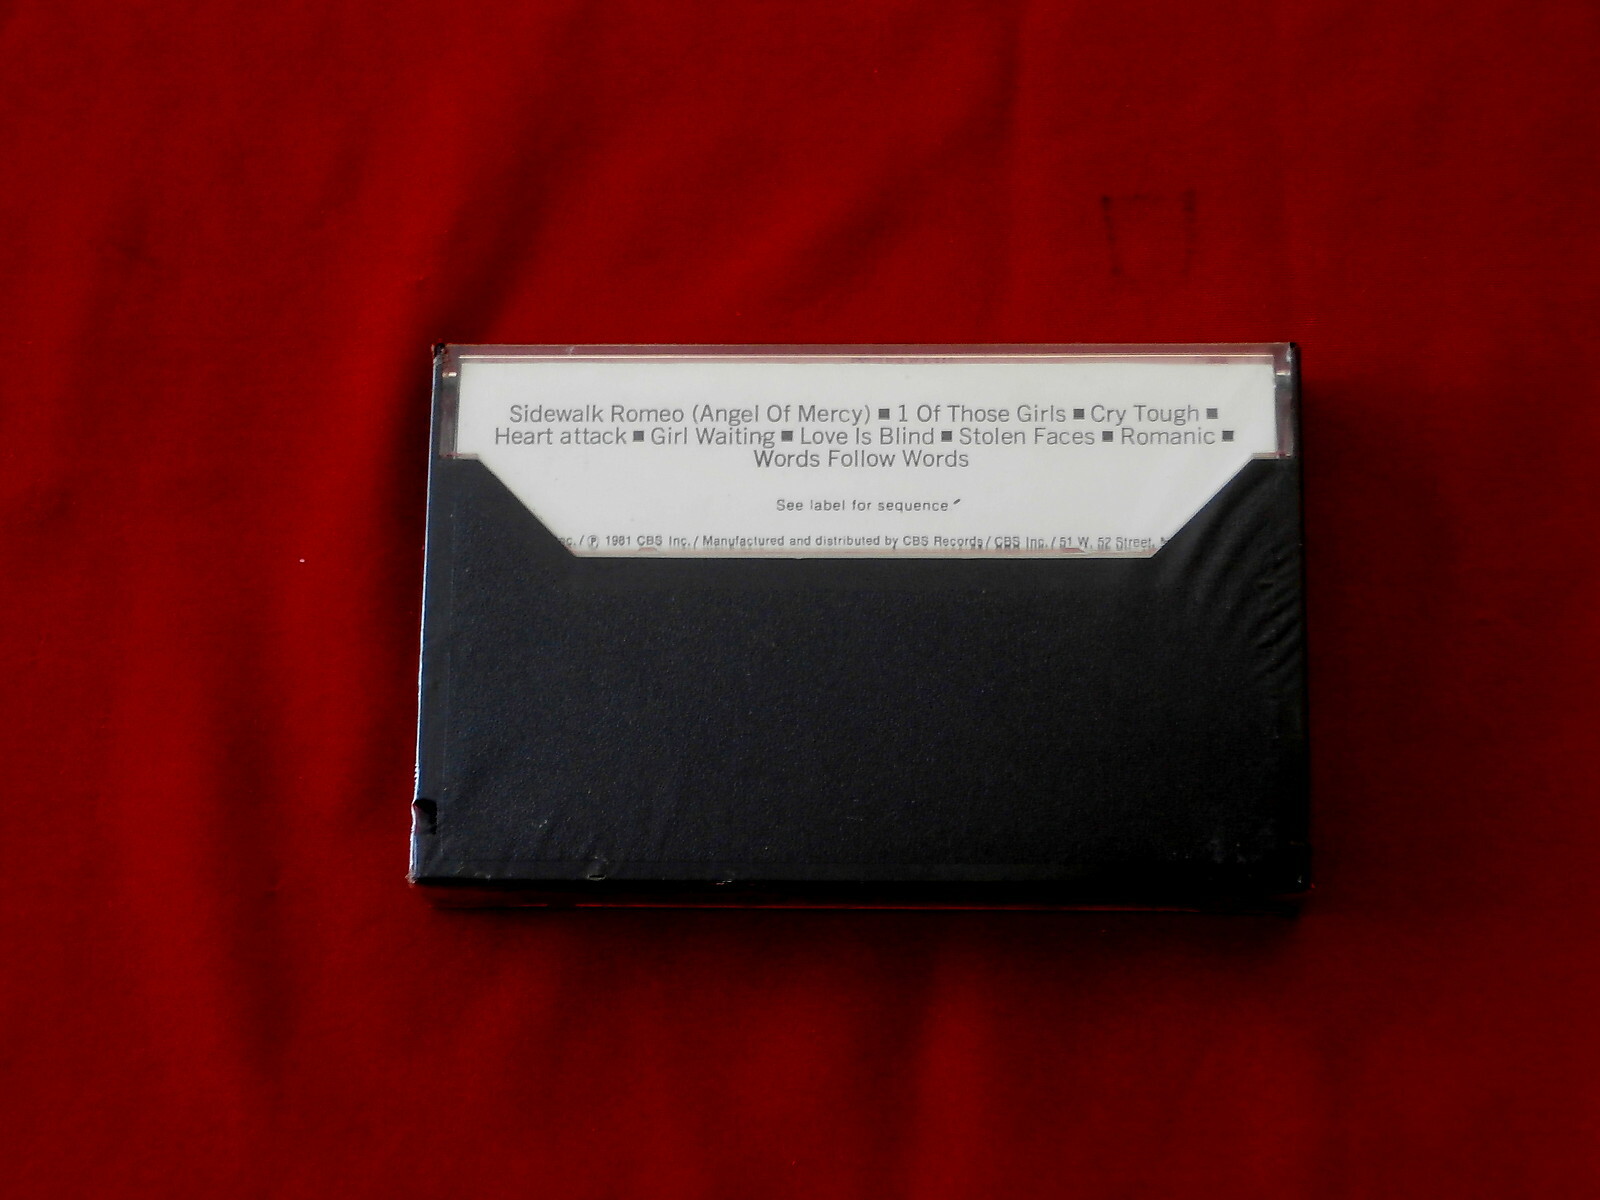 Sidewalk Romeo (Angel Of Mercy) ■ 1 Of Those Girls ■ Cry Tough ■
Heart attack ■ Girl Waiting ■ Love Is Blind ■ Stolen Faces ■ Romanic ■
Words Follow Words
See label for sequence
/ ℗ 1981 CBS Inc. / Manufactured and distributed by CBS Records / CBS Inc. / 51 W. 52 Street,